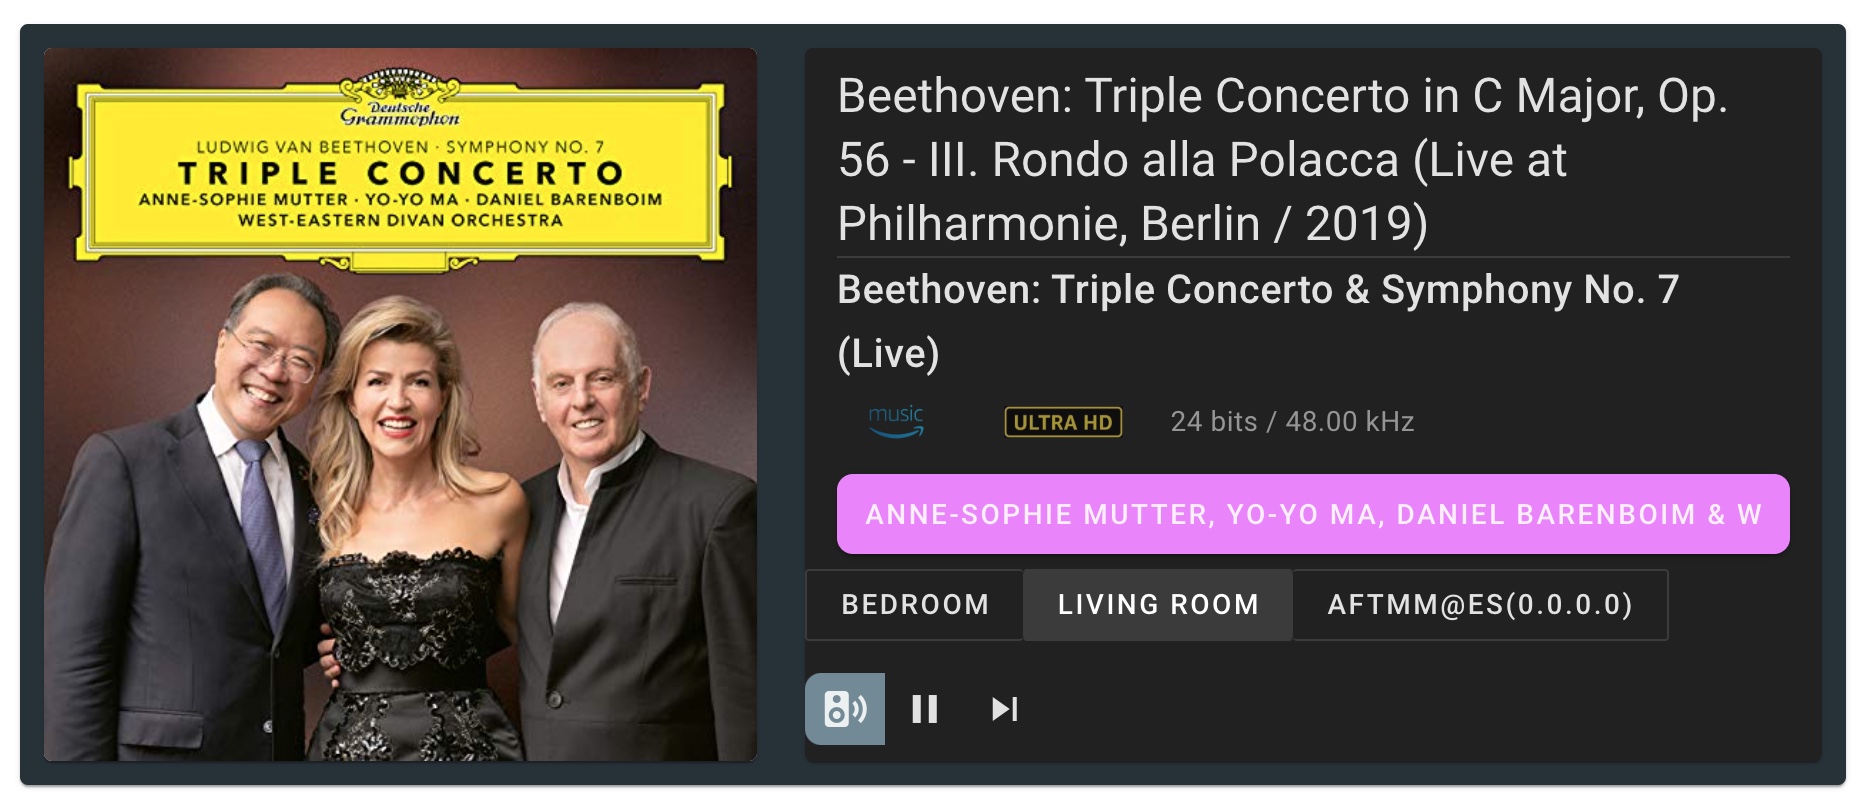 Deutsche
Grammophon
LUDWIG VAN BEETHOVEN · SYMPHONY NO. 7
TRIPLE CONCERTO
ANNE-SOPHIE MUTTER · YO-YO MA · DANIEL BARENBOIM
WEST-EASTERN DIVAN ORCHESTRA
Beethoven: Triple Concerto in C Major, Op.
56 - III. Rondo alla Polacca (Live at
Philharmonie, Berlin / 2019)
Beethoven: Triple Concerto & Symphony No. 7
(Live)
music ULTRA HD 24 bits / 48.00 kHz
ANNE-SOPHIE MUTTER, YO-YO MA, DANIEL BARENBOIM & W
BEDROOM LIVING ROOM AFTMM@ES(0.0.0.0)